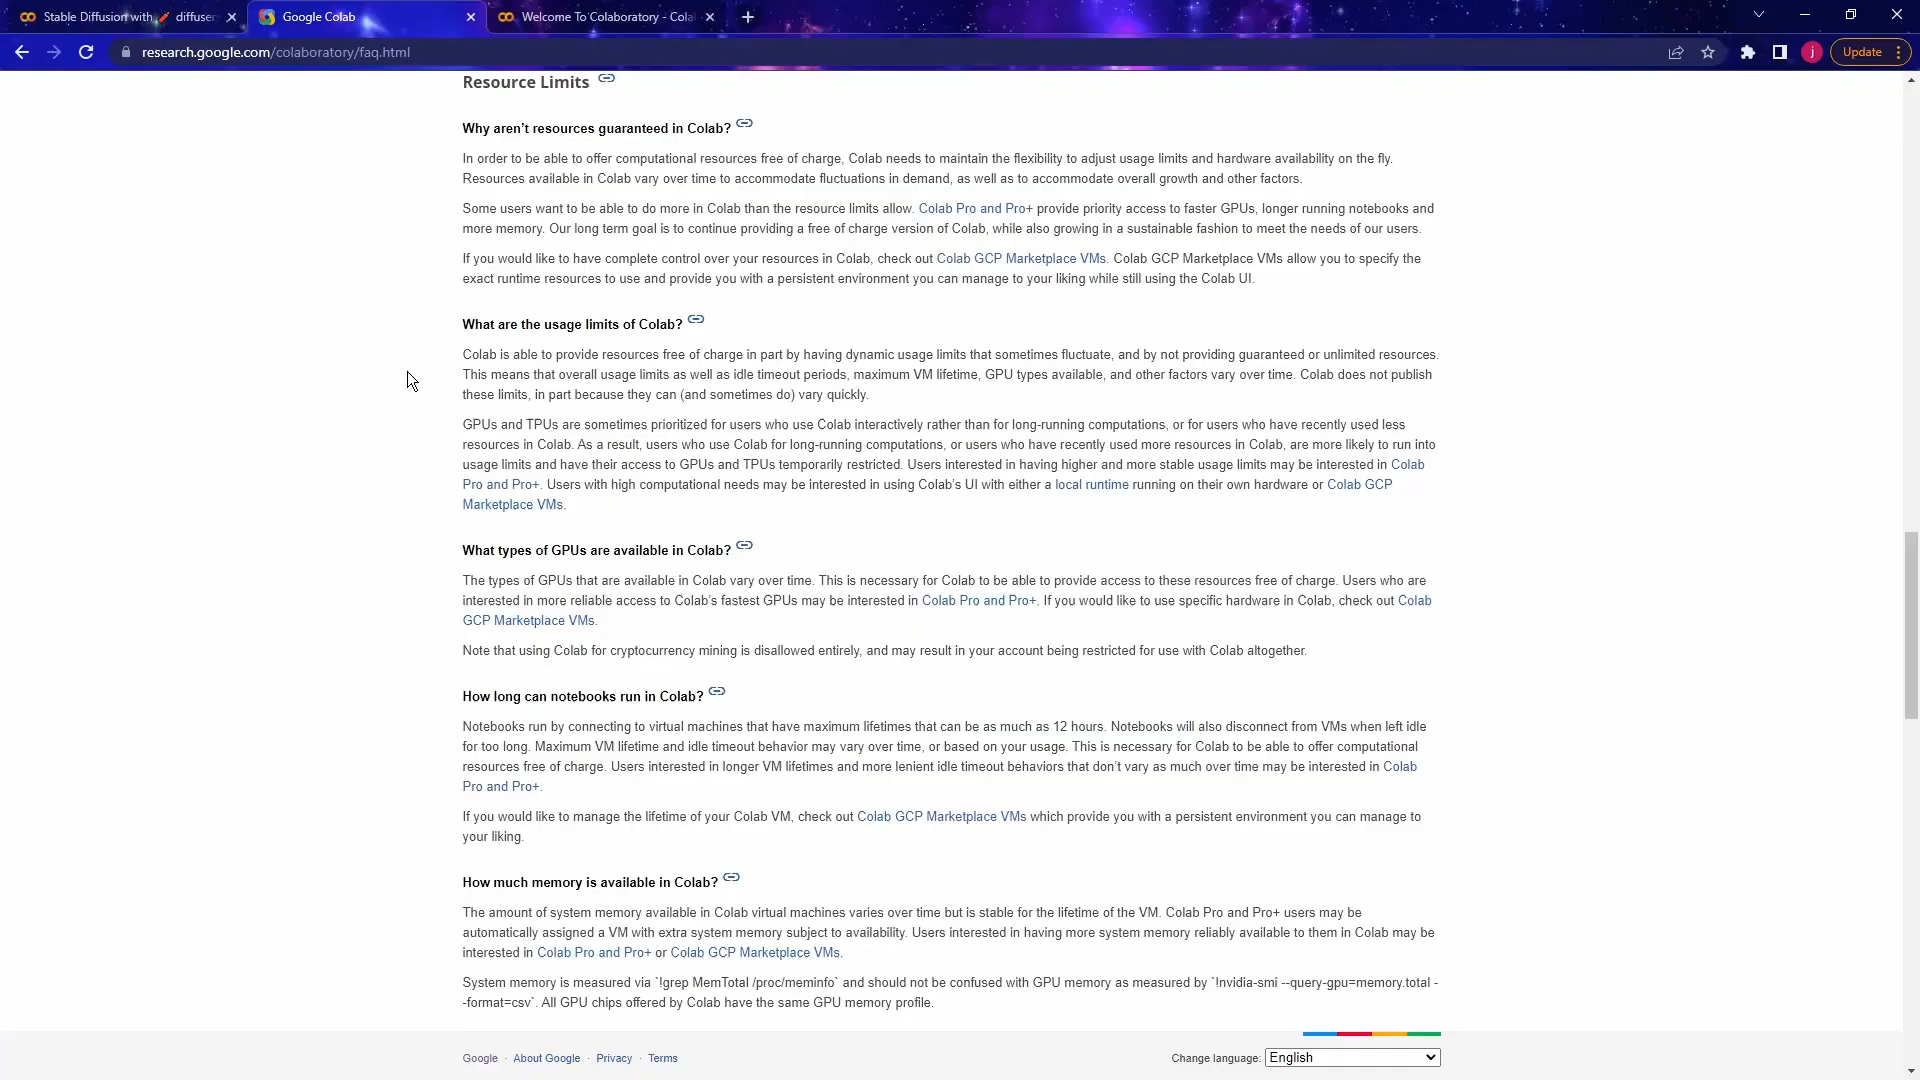 Stable Diffusion with 🧨 diffuser
Google Colab
Welcome To Colaboratory - Cola
research.google.com/colaboratory/faq.html
j
Update
Resource Limits
Why aren’t resources guaranteed in Colab?
In order to be able to offer computational resources free of charge, Colab needs to maintain the flexibility to adjust usage limits and hardware availability on the fly.
Resources available in Colab vary over time to accommodate fluctuations in demand, as well as to accommodate overall growth and other factors.
Some users want to be able to do more in Colab than the resource limits allow. Colab Pro and Pro+ provide priority access to faster GPUs, longer running notebooks and
more memory. Our long term goal is to continue providing a free of charge version of Colab, while also growing in a sustainable fashion to meet the needs of our users.
If you would like to have complete control over your resources in Colab, check out Colab GCP Marketplace VMs. Colab GCP Marketplace VMs allow you to specify the
exact runtime resources to use and provide you with a persistent environment you can manage to your liking while still using the Colab UI.
What are the usage limits of Colab?
Colab is able to provide resources free of charge in part by having dynamic usage limits that sometimes fluctuate, and by not providing guaranteed or unlimited resources.
This means that overall usage limits as well as idle timeout periods, maximum VM lifetime, GPU types available, and other factors vary over time. Colab does not publish
these limits, in part because they can (and sometimes do) vary quickly.
GPUs and TPUs are sometimes prioritized for users who use Colab interactively rather than for long-running computations, or for users who have recently used less
resources in Colab. As a result, users who use Colab for long-running computations, or users who have recently used more resources in Colab, are more likely to run into
usage limits and have their access to GPUs and TPUs temporarily restricted. Users interested in having higher and more stable usage limits may be interested in Colab
Pro and Pro+. Users with high computational needs may be interested in using Colab’s UI with either a local runtime running on their own hardware or Colab GCP
Marketplace VMs.
What types of GPUs are available in Colab?
The types of GPUs that are available in Colab vary over time. This is necessary for Colab to be able to provide access to these resources free of charge. Users who are
interested in more reliable access to Colab’s fastest GPUs may be interested in Colab Pro and Pro+. If you would like to use specific hardware in Colab, check out Colab
GCP Marketplace VMs.
Note that using Colab for cryptocurrency mining is disallowed entirely, and may result in your account being restricted for use with Colab altogether.
How long can notebooks run in Colab?
Notebooks run by connecting to virtual machines that have maximum lifetimes that can be as much as 12 hours. Notebooks will also disconnect from VMs when left idle
for too long. Maximum VM lifetime and idle timeout behavior may vary over time, or based on your usage. This is necessary for Colab to be able to offer computational
resources free of charge. Users interested in longer VM lifetimes and more lenient idle timeout behaviors that don’t vary as much over time may be interested in Colab
Pro and Pro+.
If you would like to manage the lifetime of your Colab VM, check out Colab GCP Marketplace VMs which provide you with a persistent environment you can manage to
your liking.
How much memory is available in Colab?
The amount of system memory available in Colab virtual machines varies over time but is stable for the lifetime of the VM. Colab Pro and Pro+ users may be
automatically assigned a VM with extra system memory subject to availability. Users interested in having more system memory reliably available to them in Colab may be
interested in Colab Pro and Pro+ or Colab GCP Marketplace VMs.
System memory is measured via `!grep MemTotal /proc/meminfo` and should not be confused with GPU memory as measured by `!nvidia-smi --query-gpu=memory.total -
-format=csv`. All GPU chips offered by Colab have the same GPU memory profile.
Google · About Google · Privacy · Terms
Change language: English